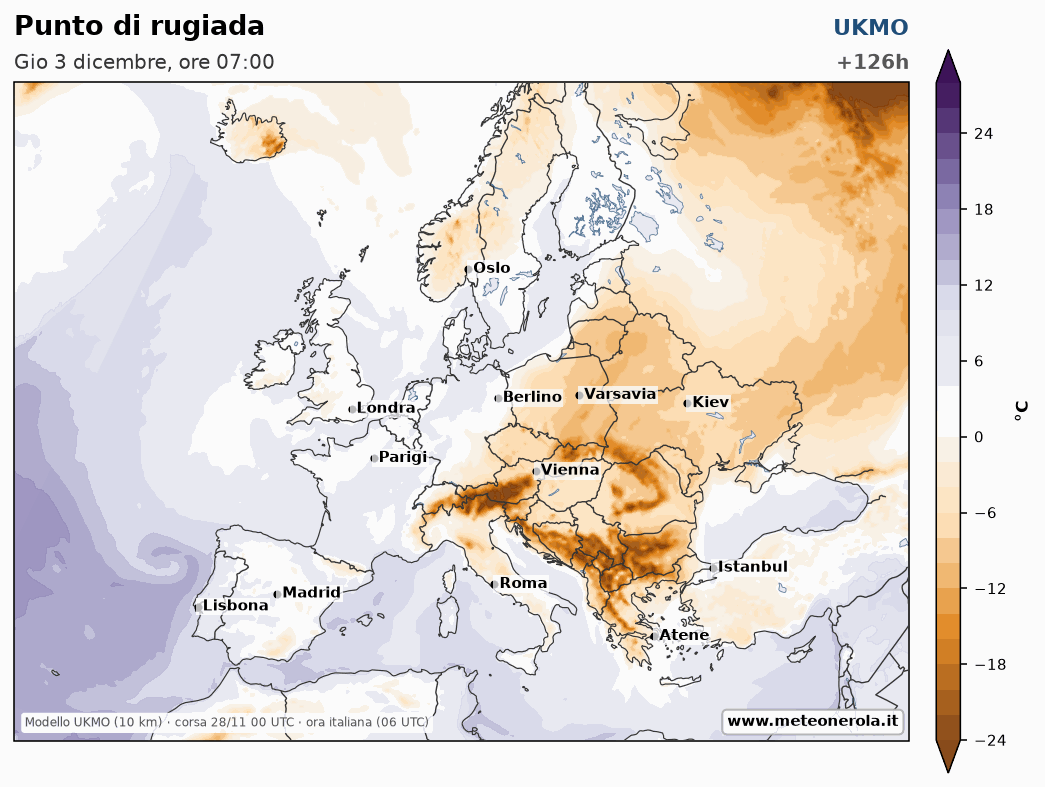 Punto di rugiada
UKMO
Gio 3 dicembre, ore 07:00
+126h
Oslo
Londra
Berlino
Varsavia
Kiev
Parigi
Vienna
Madrid
Lisbona
Roma
Istanbul
Atene
Modello UKMO (10 km) · corsa 28/11 00 UTC · ora italiana (06 UTC)
www.meteonerola.it
24
18
12
6
0
−6
−12
−18
−24
°C